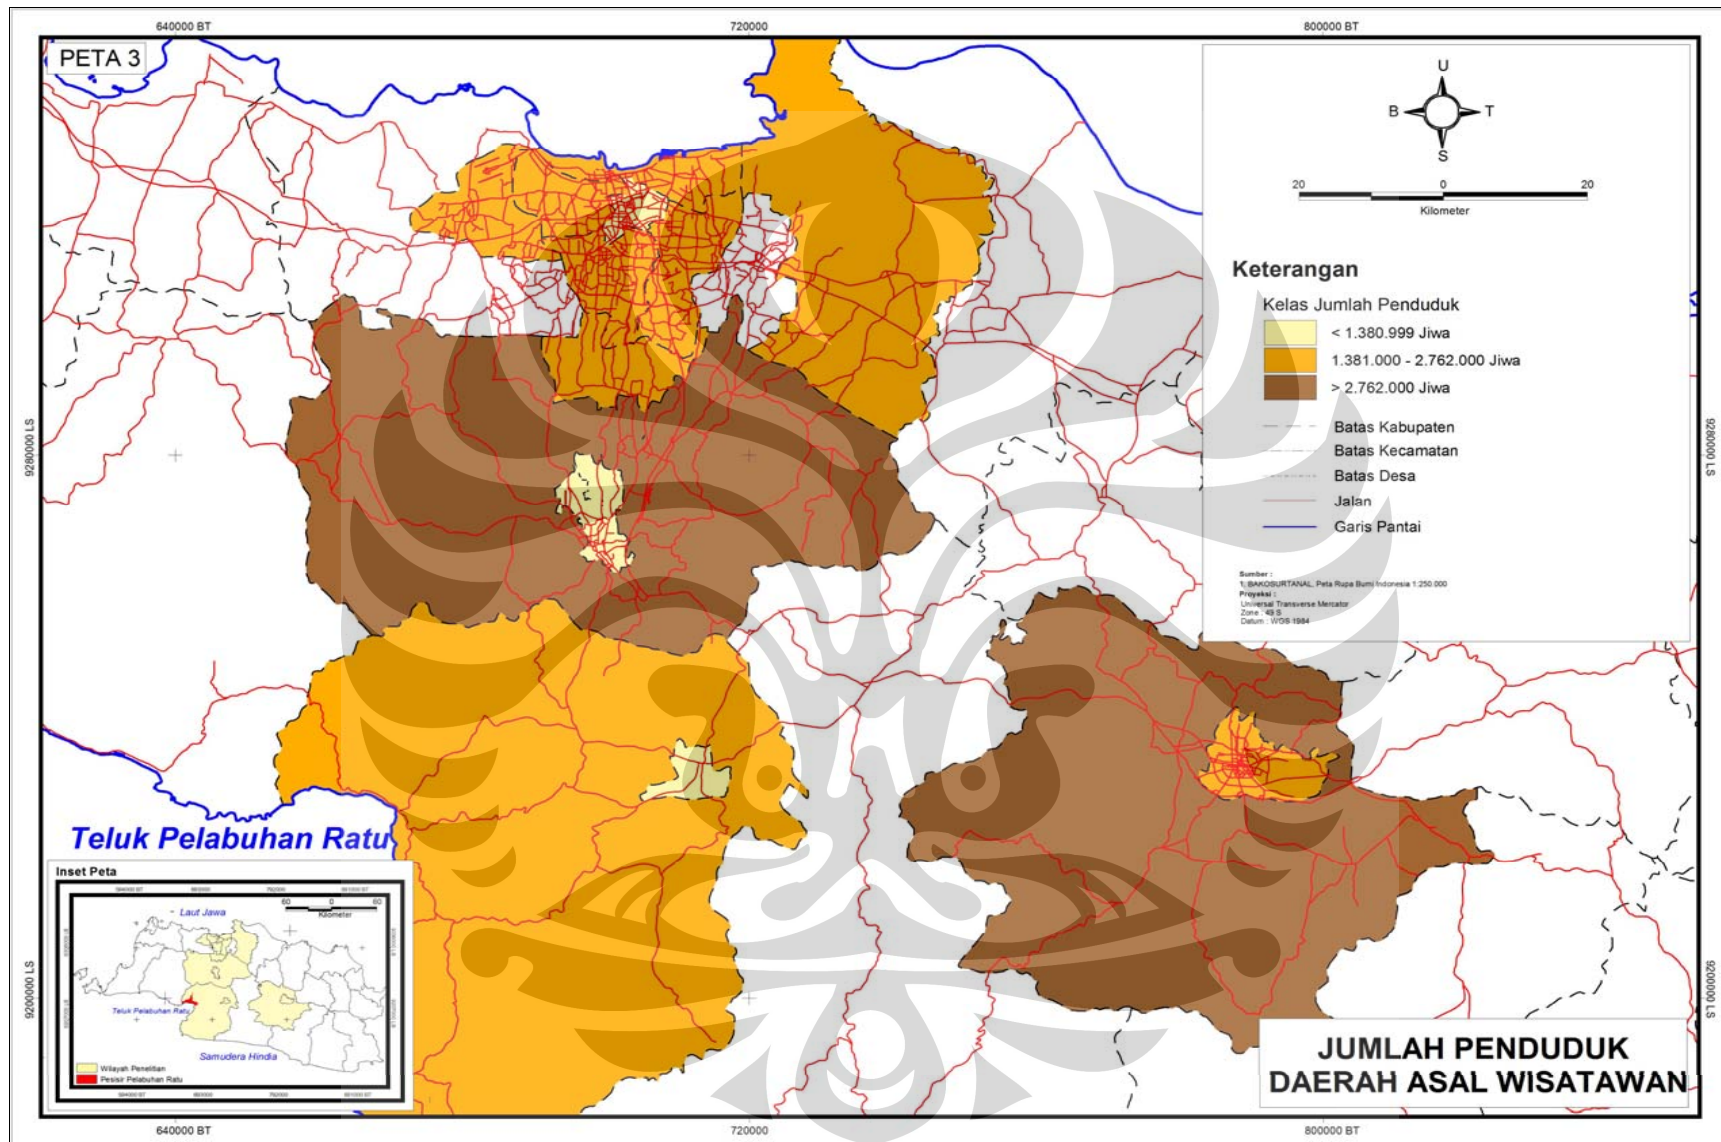 640000 BT
720000
800000 BT
PETA 3
U
B
T
S
20
0
20
Kilometer
Keterangan
Kelas Jumlah Penduduk
< 1.380.999 Jiwa
1.381.000 - 2.762.000 Jiwa
> 2.762.000 Jiwa
Batas Kabupaten
Batas Kecamatan
Batas Desa
Jalan
Garis Pantai
9280000 LS
9280000 LS
Sumber :
1. BAKOSURTANAL, Peta Rupa Bumi Indonesia 1:250.000
Proyeksi :
Universal Transverse Mercator
Zone : 49 S
Datum : WGS 1984
Teluk Pelabuhan Ratu
Inset Peta
60
0
60
Kilometer
Laut Jawa
Teluk Pelabuhan Ratu
Samudera Hindia
Wilayah Penelitian
Pesisir Pelabuhan Ratu
9200000 LS
9200000 LS
JUMLAH PENDUDUK
DAERAH ASAL WISATAWAN
640000 BT
720000
800000 BT